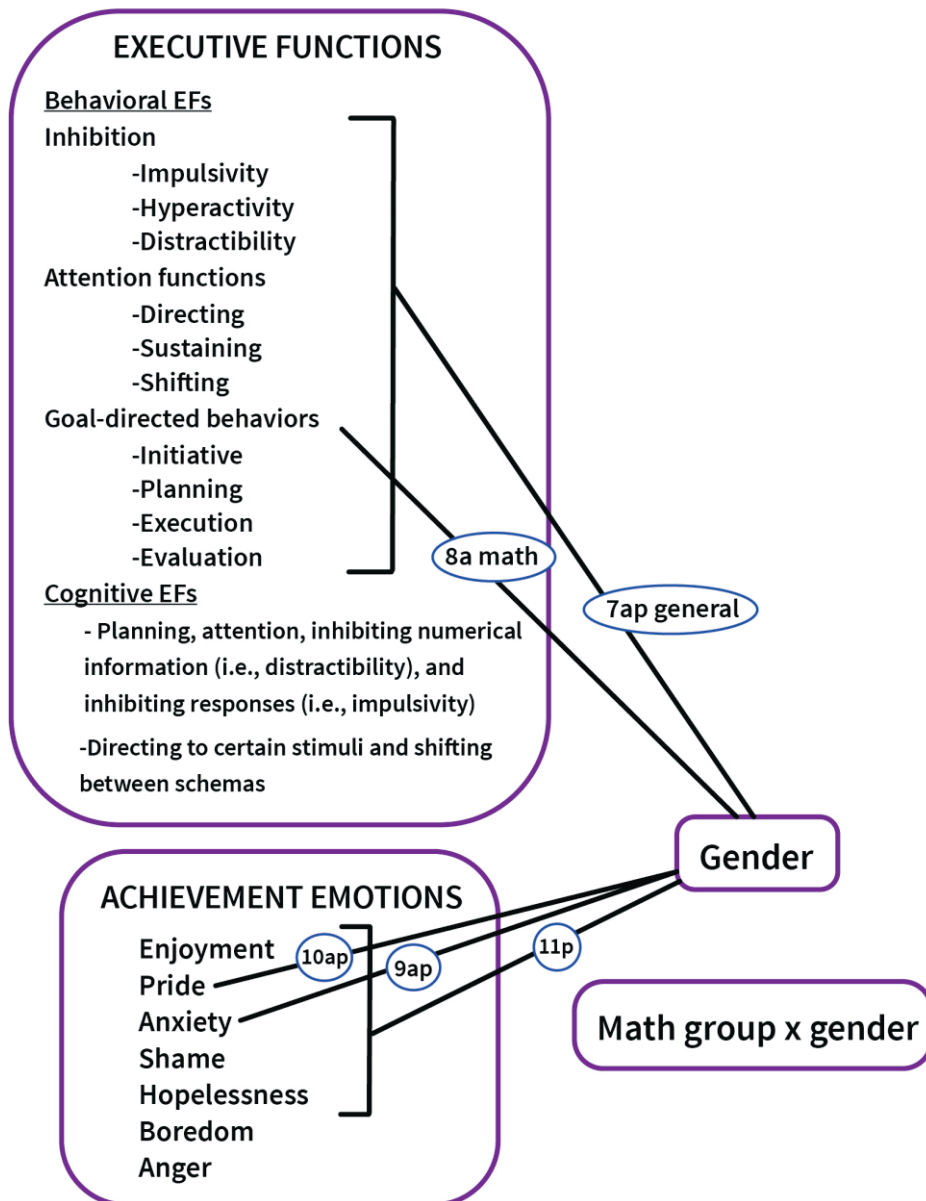 EXECUTIVE FUNCTIONS
Behavioral EFs
Inhibition
-Impulsivity
-Hyperactivity
-Distractibility
Attention functions
-Directing
-Sustaining
-Shifting
Goal-directed behaviors
-Initiative
-Planning
-Execution
-Evaluation
Cognitive EFs
- Planning, attention, inhibiting numerical
information (i.e., distractibility), and
inhibiting responses (i.e., impulsivity)
-Directing to certain stimuli and shifting
between schemas
8a math
7ap general
Gender
ACHIEVEMENT EMOTIONS
Enjoyment
Pride
Anxiety
Shame
Hopelessness
Boredom
Anger
10ap
9ap
11p
Math group x gender